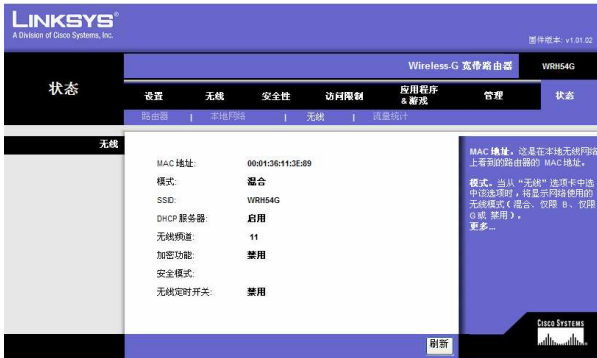 LINKSYS®
A Division of Cisco Systems, Inc.
固件版本: v1.01.02
Wireless-G 宽带路由器
WRH54G
状态
设置
无线
安全性
访问限制
应用程序
& 游戏
管理
状态
路由器 | 本地网络 | 无线 | 流量统计
无线
MAC 地址: 00:01:36:11:3E:89
模式: 混合
SSID: WRH54G
DHCP 服务器: 启用
无线频道: 11
加密功能: 禁用
安全模式:
无线定时开关: 禁用
MAC 地址。这是在本地无线网络
上看到的路由器的 MAC 地址。
模式。当从“无线”选项卡中选
中该选项时，将显示网络使用的
无线模式（混合、仅限 B、仅限
G或 禁用）。
更多...
刷新
CISCO SYSTEMS